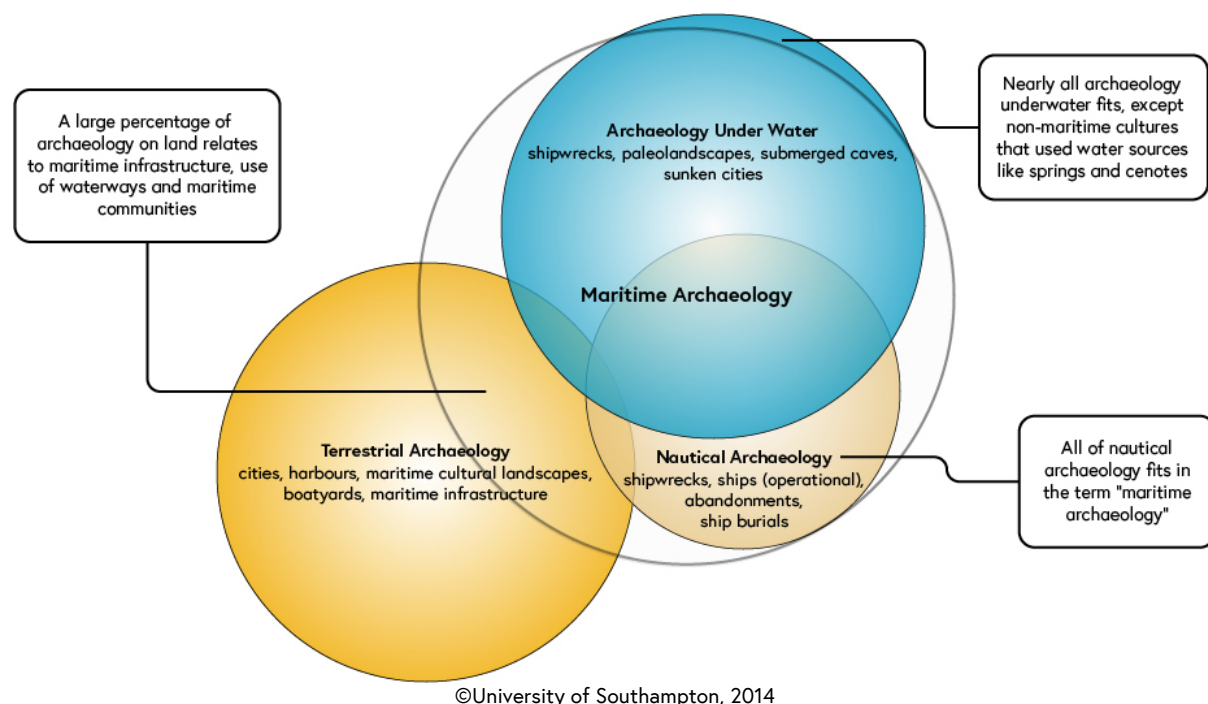 A large percentage of
archaeology on land relates
to maritime infrastructure, use
of waterways and maritime
communities
Archaeology Under Water
shipwrecks, paleolandscapes, submerged caves,
sunken cities
Nearly all archaeology
underwater fits, except
non-maritime cultures
that used water sources
like springs and cenotes
Maritime Archaeology
Terrestrial Archaeology
cities, harbours, maritime cultural landscapes,
boatyards, maritime infrastructure
Nautical Archaeology
shipwrecks, ships (operational),
abandonments,
ship burials
All of nautical
archaeology fits in
the term "maritime
archaeology"
©University of Southampton, 2014